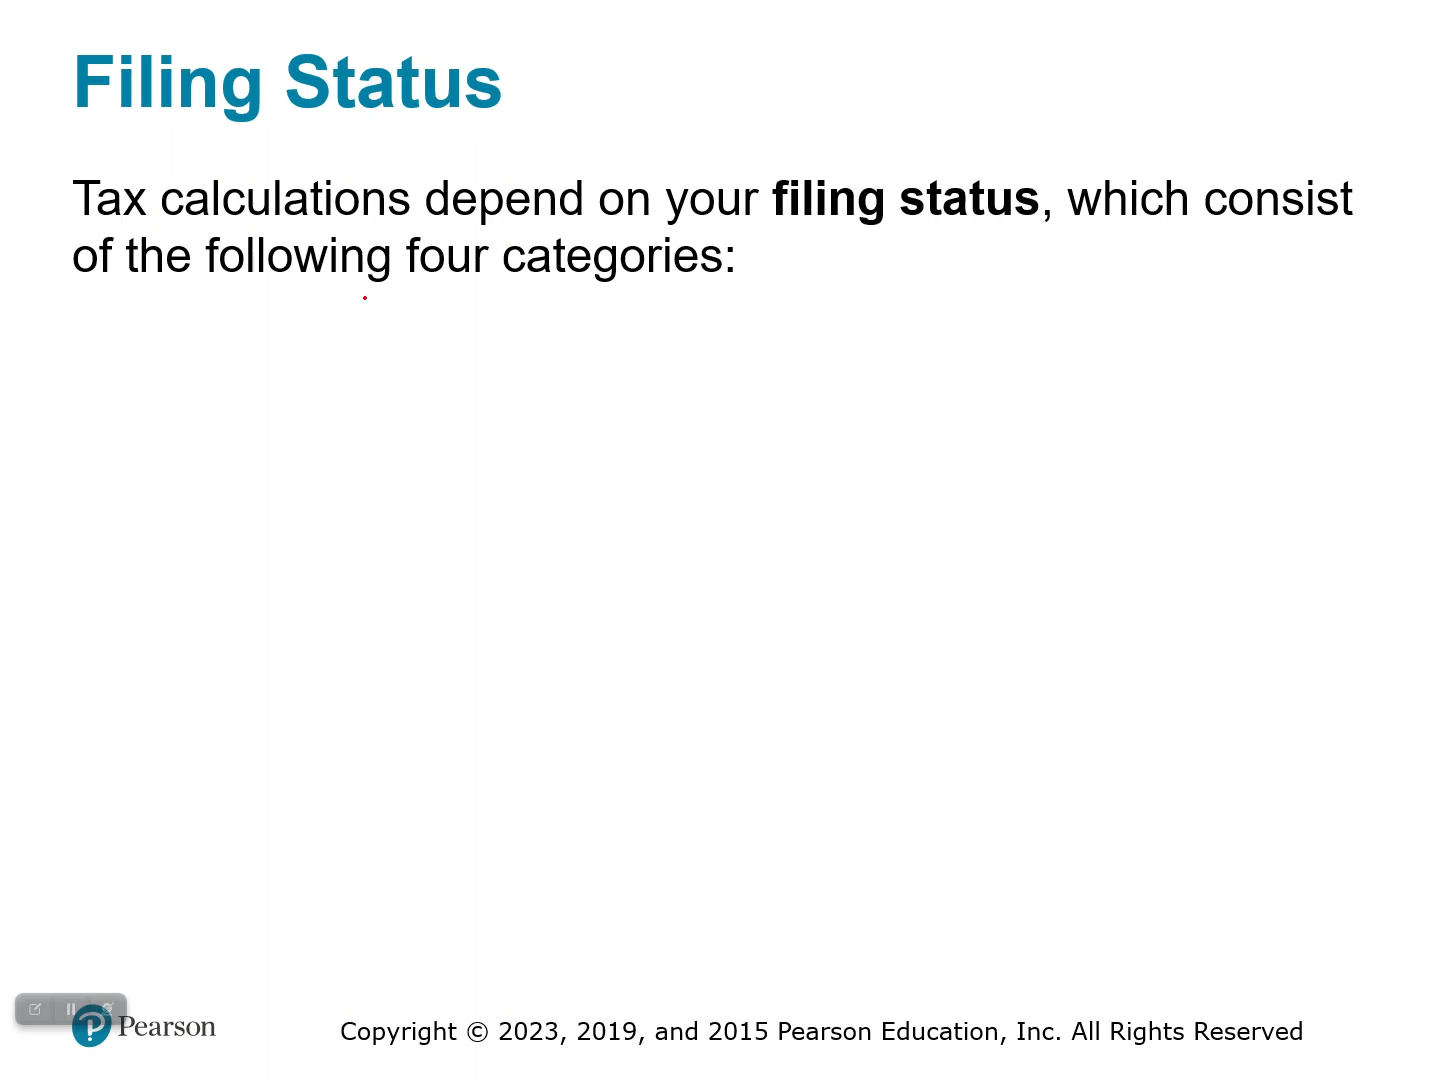 Filing Status
Tax calculations depend on your filing status, which consist
of the following four categories:
Pearson
Copyright © 2023, 2019, and 2015 Pearson Education, Inc. All Rights Reserved